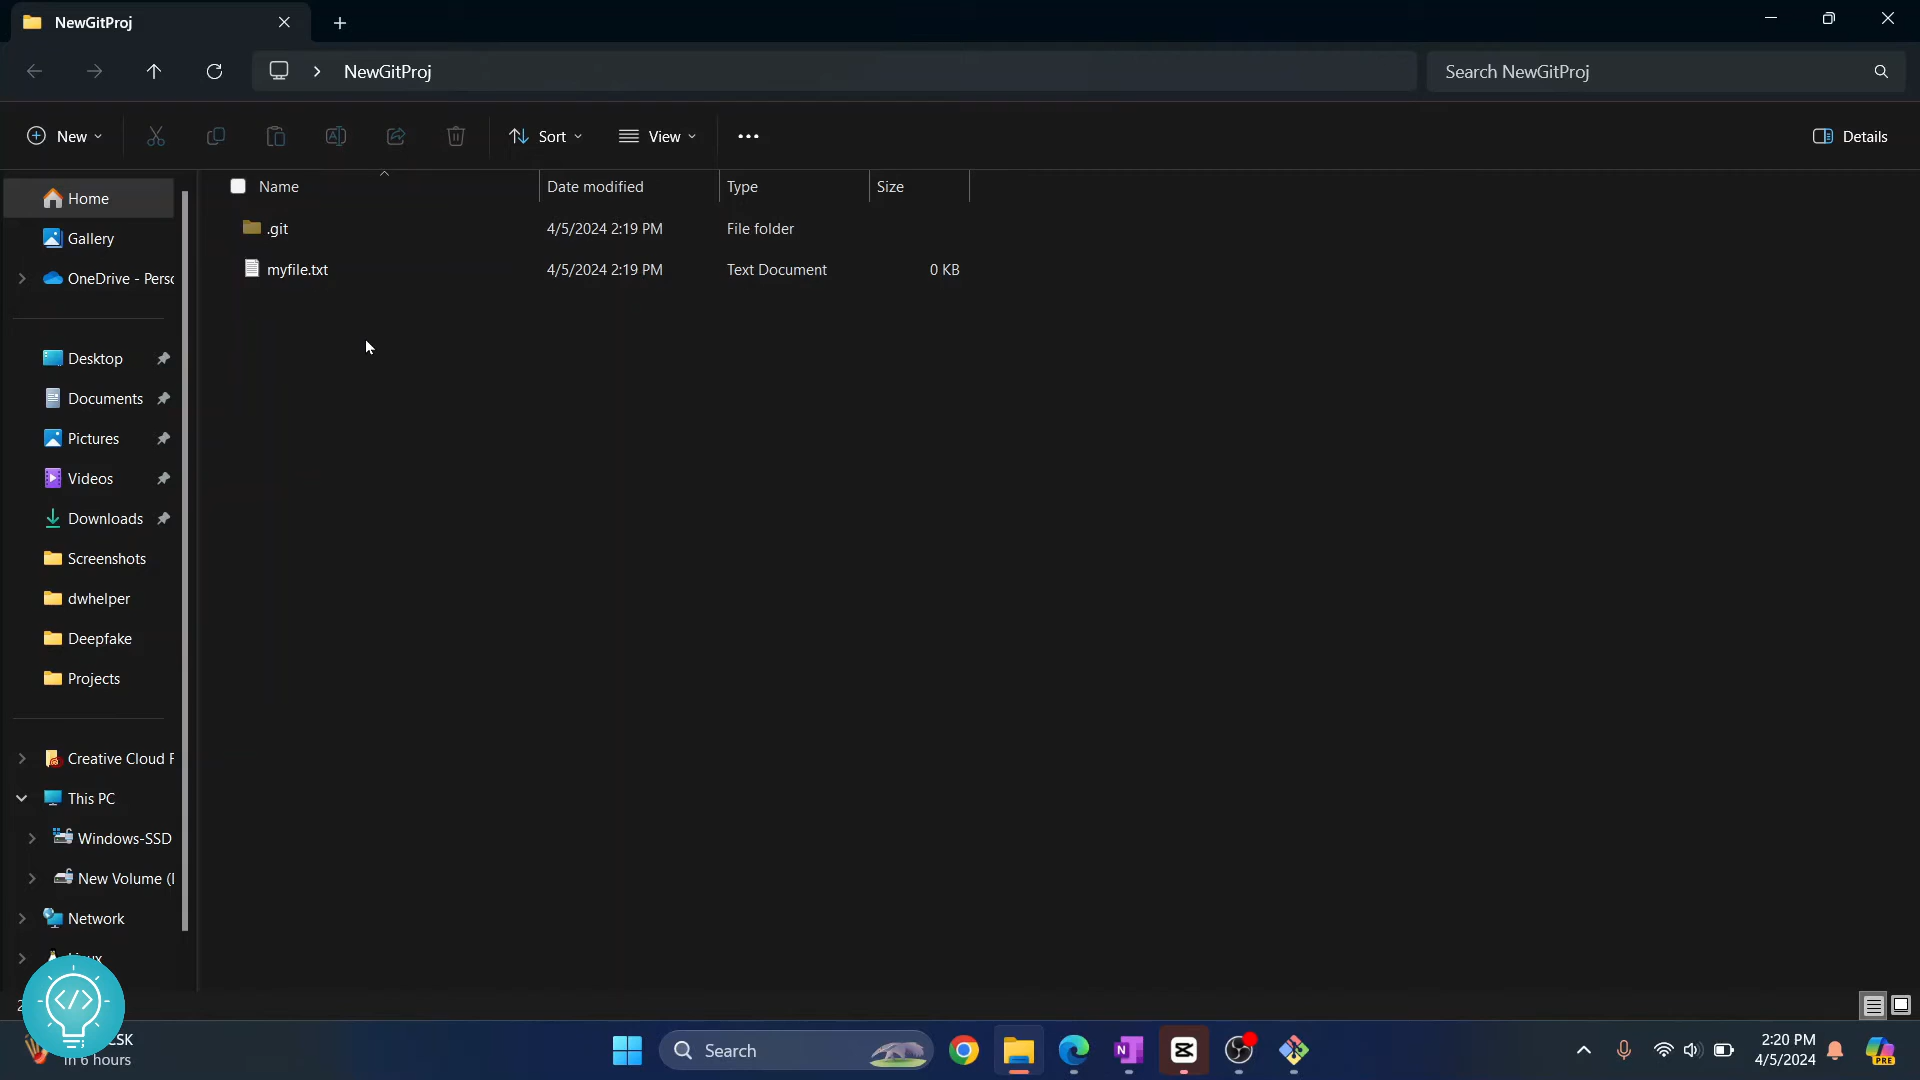 NewGitProj
NewGitProj
Search NewGitProj
New
Sort
View
Details
Name
Date modified
Type
Size
.git
4/5/2024 2:19 PM
File folder
myfile.txt
4/5/2024 2:19 PM
Text Document
0 KB
Home
Gallery
OneDrive - Perso
Desktop
Documents
Pictures
Videos
Downloads
Screenshots
dwhelper
Deepfake
Projects
Creative Cloud F
This PC
Windows-SSD
New Volume (
Network
</>
CSK
In 6 hours
Search
N
PRE
2:20 PM
4/5/2024